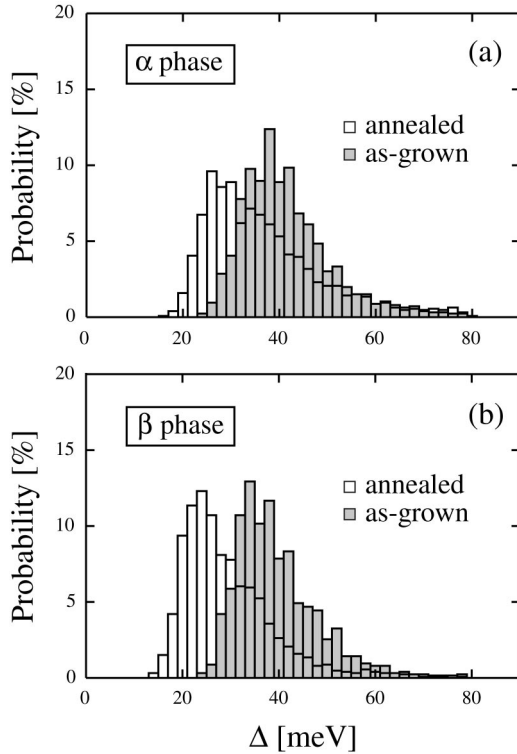 20
(a)
α phase
15
annealed
as-grown
10
5
0
0 20 40 60 80
Probability [%]
20
(b)
β phase
15
annealed
as-grown
10
5
0
0 20 40 60 80
Probability [%]
Δ [meV]